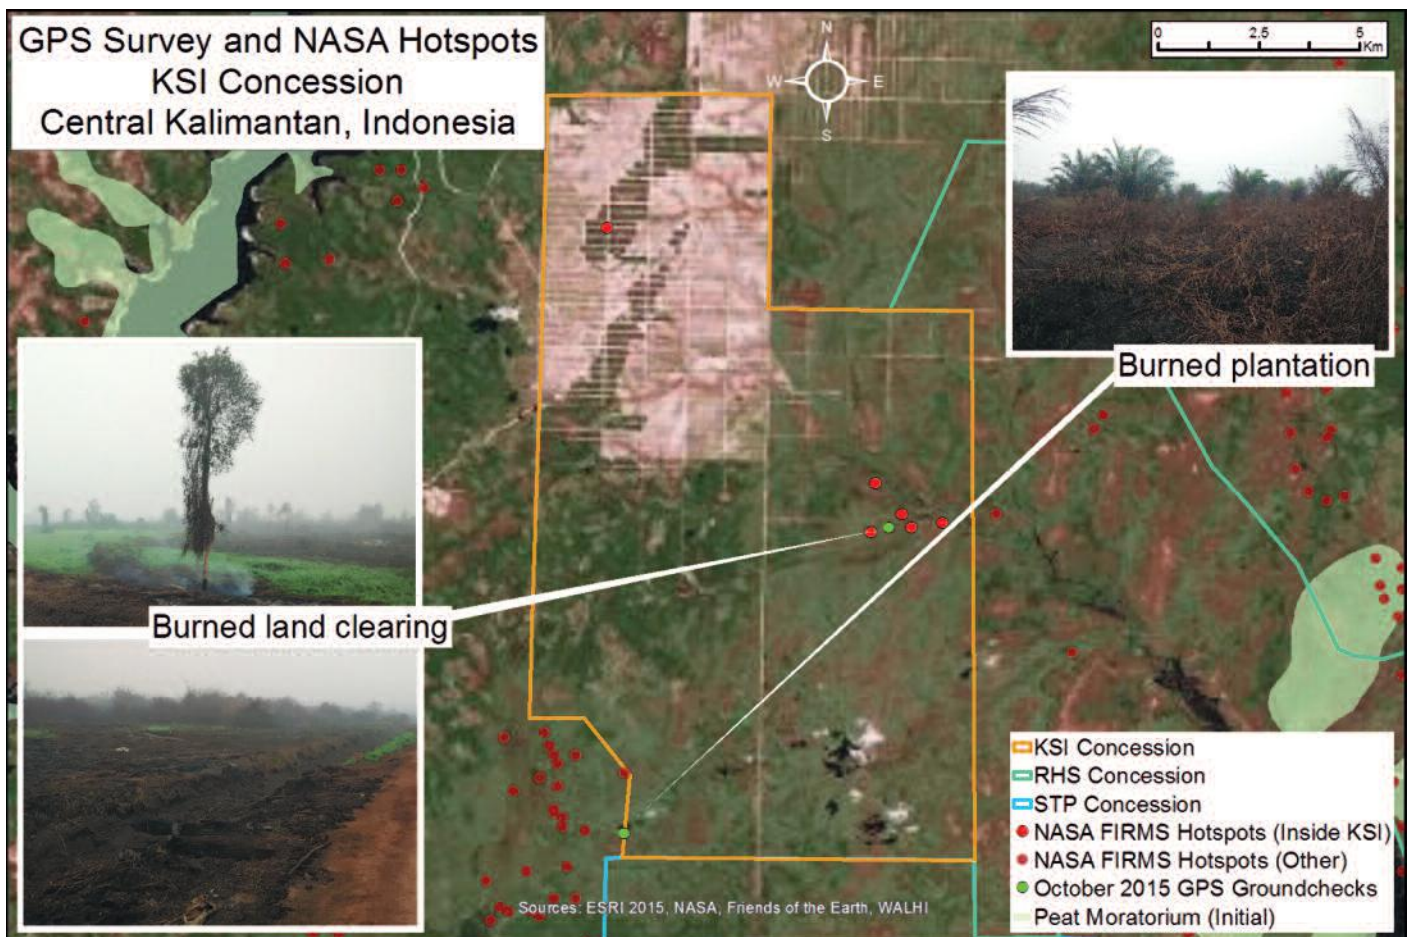 GPS Survey and NASA Hotspots
KSI Concession
Central Kalimantan, Indonesia
N
W
E
S
0
2.5
5
Km
Burned plantation
Burned land clearing
KSI Concession
RHS Concession
STP Concession
NASA FIRMS Hotspots (Inside KSI)
NASA FIRMS Hotspots (Other)
October 2015 GPS Groundchecks
Peat Moratorium (Initial)
Sources: ESRI 2015, NASA, Friends of the Earth, WALHI